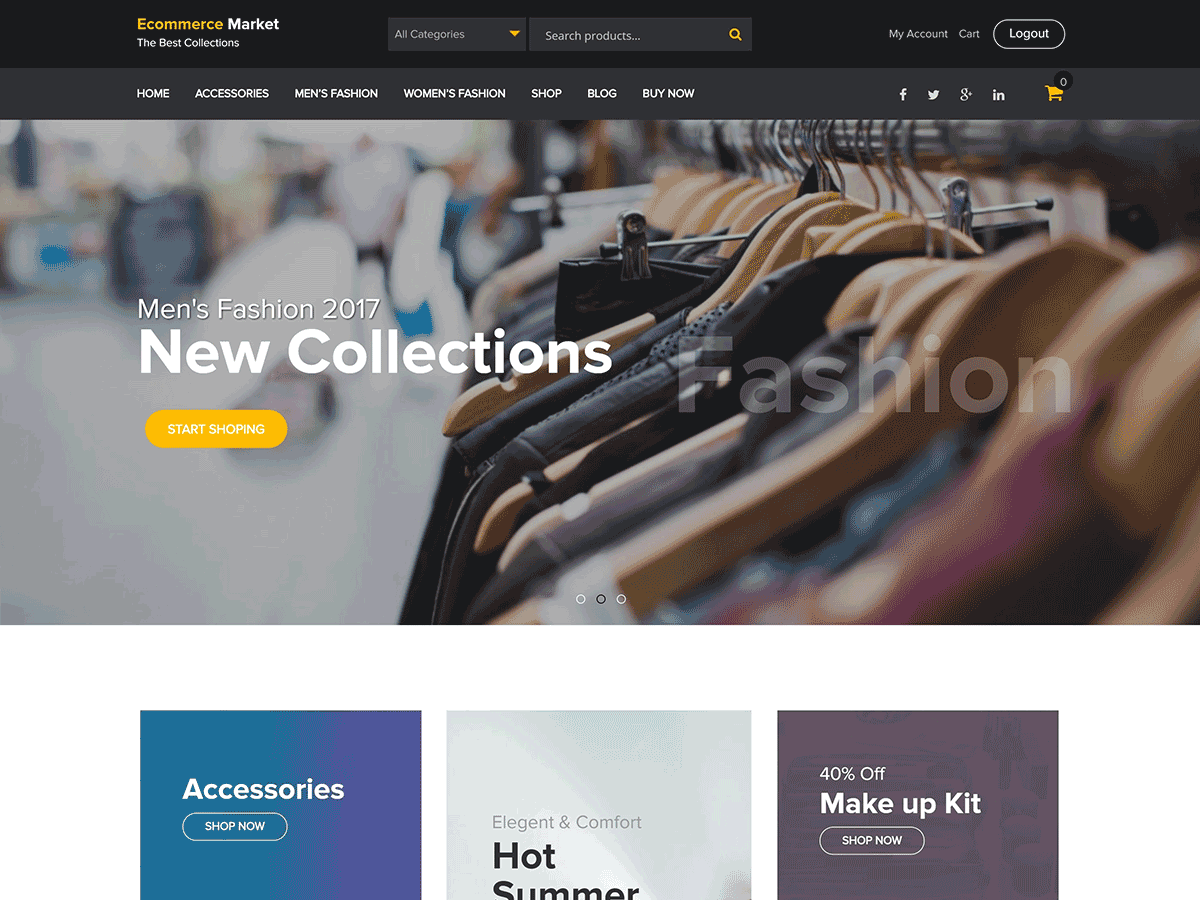 Ecommerce Market
The Best Collections
All Categories
Search products...
My Account Cart Logout
HOME ACCESSORIES MEN'S FASHION WOMEN'S FASHION SHOP BLOG BUY NOW
0
Men's Fashion 2017
New Collections
Fashion
START SHOPING
Accessories
SHOP NOW
Elegent & Comfort
Hot
Summer
40% Off
Make up Kit
SHOP NOW